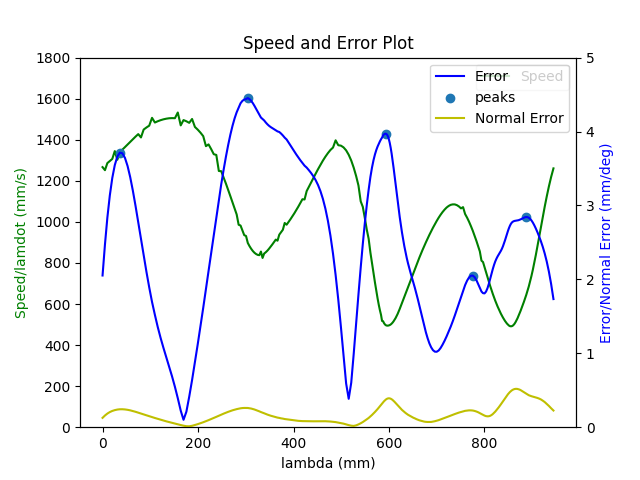 Speed and Error Plot
1800
1600
1400
1200
1000
800
600
400
200
0
Speed/lamdot (mm/s)
5
4
3
2
1
0
Error/Normal Error (mm/deg)
Error
Speed
peaks
Normal Error
0 200 400 600 800
lambda (mm)